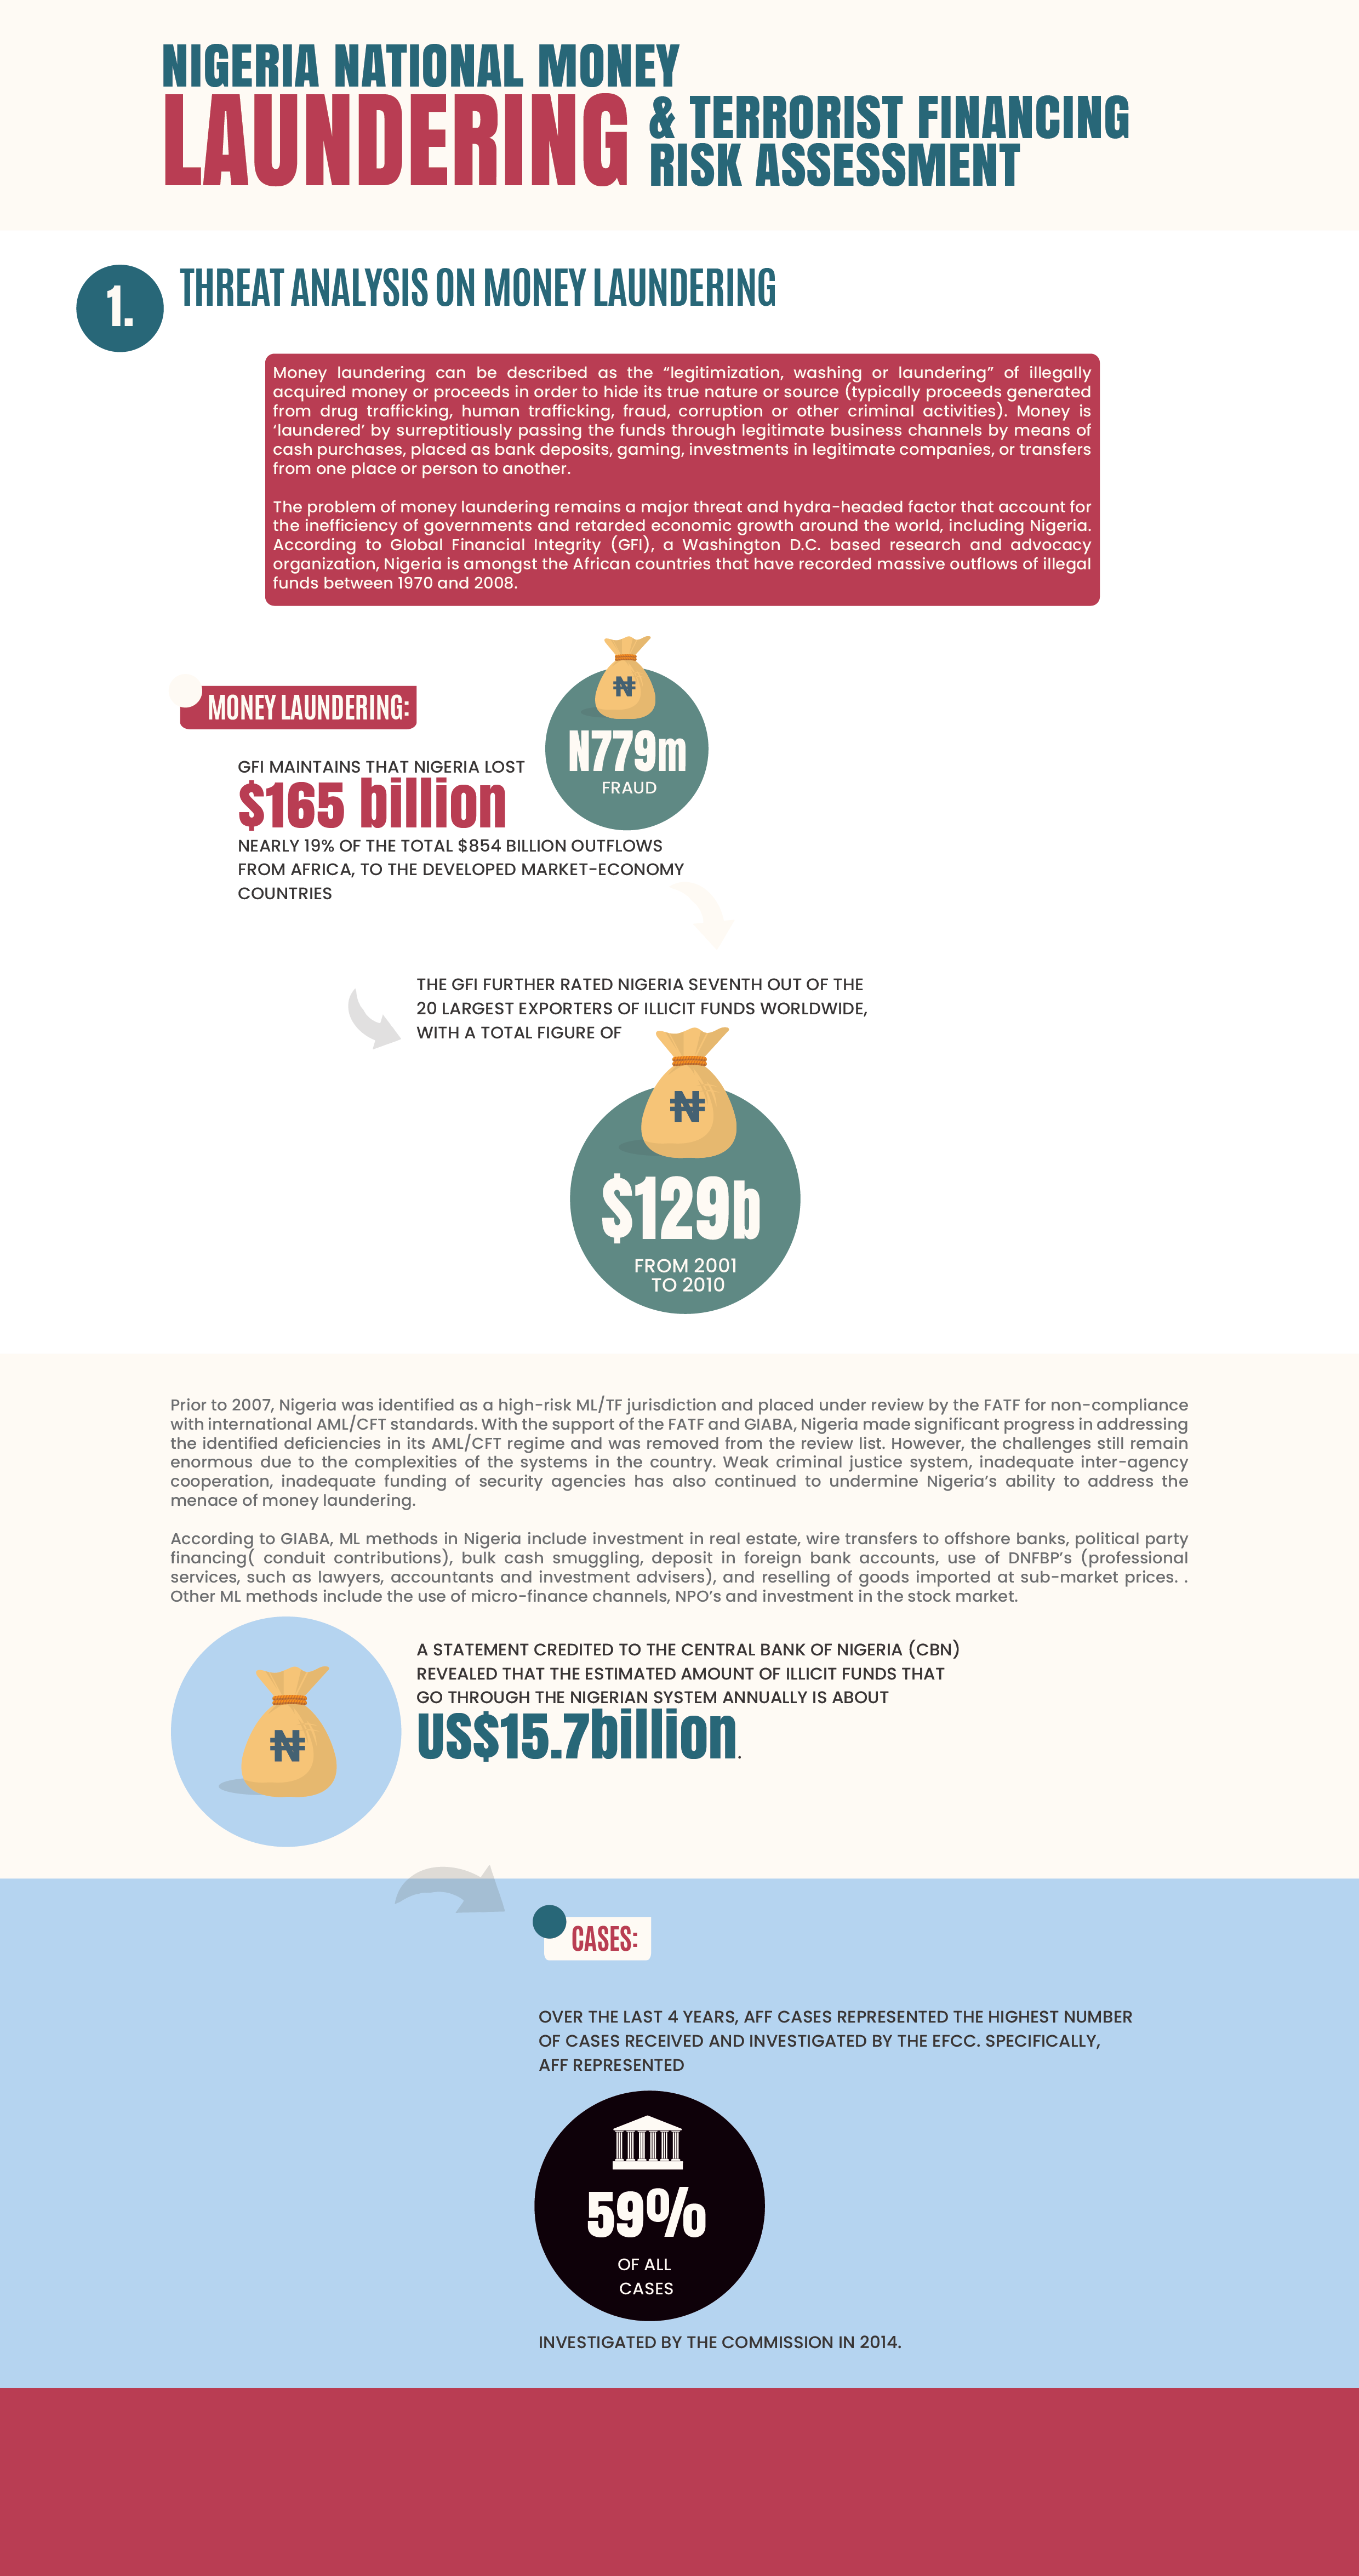 NIGERIA NATIONAL MONEY
LAUNDERING & TERRORIST FINANCING
RISK ASSESSMENT
1.
THREAT ANALYSIS ON MONEY LAUNDERING
Money laundering can be described as the “legitimization, washing or laundering” of illegally
acquired money or proceeds in order to hide its true nature or source (typically proceeds generated
from drug trafficking, human trafficking, fraud, corruption or other criminal activities). Money is
‘laundered’ by surreptitiously passing the funds through legitimate business channels by means of
cash purchases, placed as bank deposits, gaming, investments in legitimate companies, or transfers
from one place or person to another.
The problem of money laundering remains a major threat and hydra-headed factor that account for
the inefficiency of governments and retarded economic growth around the world, including Nigeria.
According to Global Financial Integrity (GFI), a Washington D.C. based research and advocacy
organization, Nigeria is amongst the African countries that have recorded massive outflows of illegal
funds between 1970 and 2008.
MONEY LAUNDERING:
GFI MAINTAINS THAT NIGERIA LOST
$165 billion
NEARLY 19% OF THE TOTAL $854 BILLION OUTFLOWS
FROM AFRICA, TO THE DEVELOPED MARKET-ECONOMY
COUNTRIES
₦
N779m
FRAUD
THE GFI FURTHER RATED NIGERIA SEVENTH OUT OF THE
20 LARGEST EXPORTERS OF ILLICIT FUNDS WORLDWIDE,
WITH A TOTAL FIGURE OF
₦
$129b
FROM 2001
TO 2010
Prior to 2007, Nigeria was identified as a high-risk ML/TF jurisdiction and placed under review by the FATF for non-compliance
with international AML/CFT standards. With the support of the FATF and GIABA, Nigeria made significant progress in addressing
the identified deficiencies in its AML/CFT regime and was removed from the review list. However, the challenges still remain
enormous due to the complexities of the systems in the country. Weak criminal justice system, inadequate inter-agency
cooperation, inadequate funding of security agencies has also continued to undermine Nigeria’s ability to address the
menace of money laundering.
According to GIABA, ML methods in Nigeria include investment in real estate, wire transfers to offshore banks, political party
financing( conduit contributions), bulk cash smuggling, deposit in foreign bank accounts, use of DNFBP’s (professional
services, such as lawyers, accountants and investment advisers), and reselling of goods imported at sub-market prices. .
Other ML methods include the use of micro-finance channels, NPO’s and investment in the stock market.
₦
A STATEMENT CREDITED TO THE CENTRAL BANK OF NIGERIA (CBN)
REVEALED THAT THE ESTIMATED AMOUNT OF ILLICIT FUNDS THAT
GO THROUGH THE NIGERIAN SYSTEM ANNUALLY IS ABOUT
US$15.7billion.
CASES:
OVER THE LAST 4 YEARS, AFF CASES REPRESENTED THE HIGHEST NUMBER
OF CASES RECEIVED AND INVESTIGATED BY THE EFCC. SPECIFICALLY,
AFF REPRESENTED
59%
OF ALL
CASES
INVESTIGATED BY THE COMMISSION IN 2014.